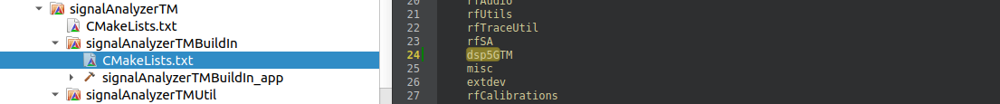 signalAnalyzerTM
CMakeLists.txt
signalAnalyzerTMBuildIn
CMakeLists.txt
signalAnalyzerTMBuildIn_app
signalAnalyzerTMUtil
20 rfAudio
21 rfUtils
22 rfTraceUtil
23 rfSA
24 dsp5GTM
25 misc
26 extdev
27 rfCalibrations